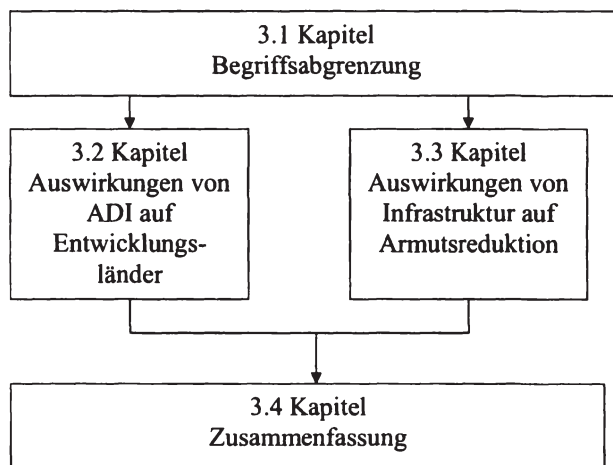 3.1 Kapitel
Begriffsabgrenzung
3.2 Kapitel
Auswirkungen von
ADI auf
Entwicklungs-
länder
3.3 Kapitel
Auswirkungen von
Infrastruktur auf
Armutsreduktion
3.4 Kapitel
Zusammenfassung